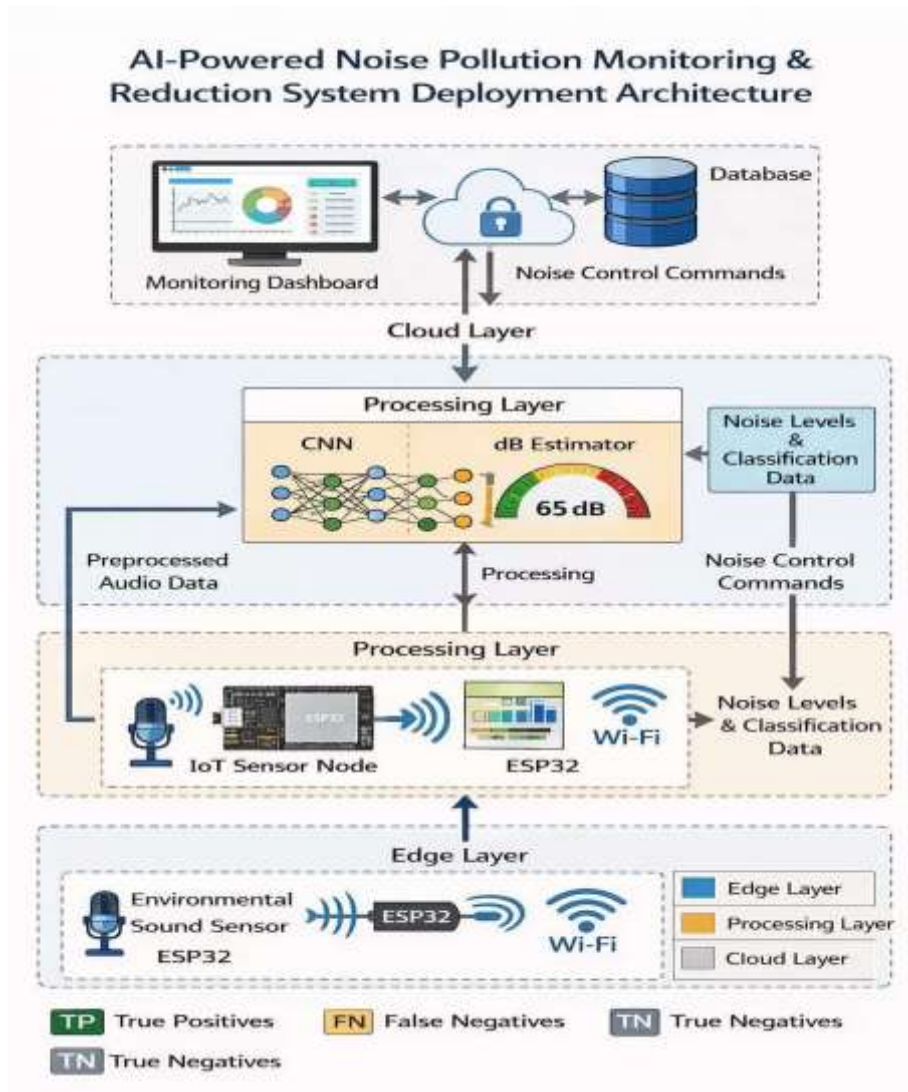 AI-Powered Noise Pollution Monitoring &
Reduction System Deployment Architecture
Database
Monitoring Dashboard
Noise Control Commands
Cloud Layer
Processing Layer
CNN
dB Estimator
65 dB
Noise Levels
&
Classification
Data
Preprocessed
Audio Data
Processing
Noise Control
Commands
Processing Layer
ESP32
IoT Sensor Node
ESP32
Wi-Fi
Noise Levels
& Classification
Data
Edge Layer
Environmental
Sound Sensor
ESP32
ESP32
Wi-Fi
Edge Layer
Processing Layer
Cloud Layer
TP True Positives
FN False Negatives
TN True Negatives
TN True Negatives